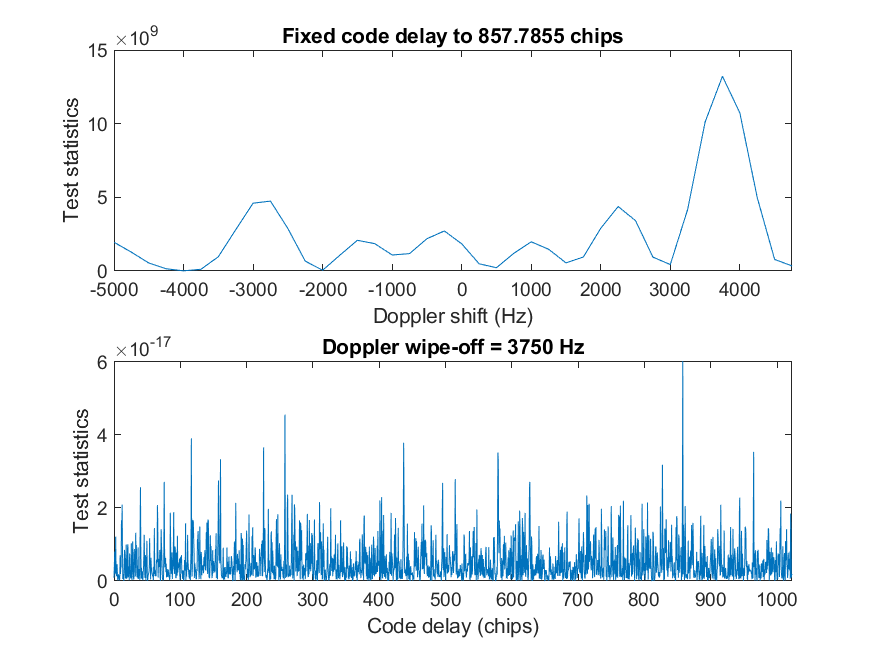 ×10^9
Fixed code delay to 857.7855 chips
15
10
5
0
Test statistics
-5000 -4000 -3000 -2000 -1000 0 1000 2000 3000 4000
Doppler shift (Hz)
×10^-17
Doppler wipe-off = 3750 Hz
6
4
2
0
Test statistics
0 100 200 300 400 500 600 700 800 900 1000
Code delay (chips)